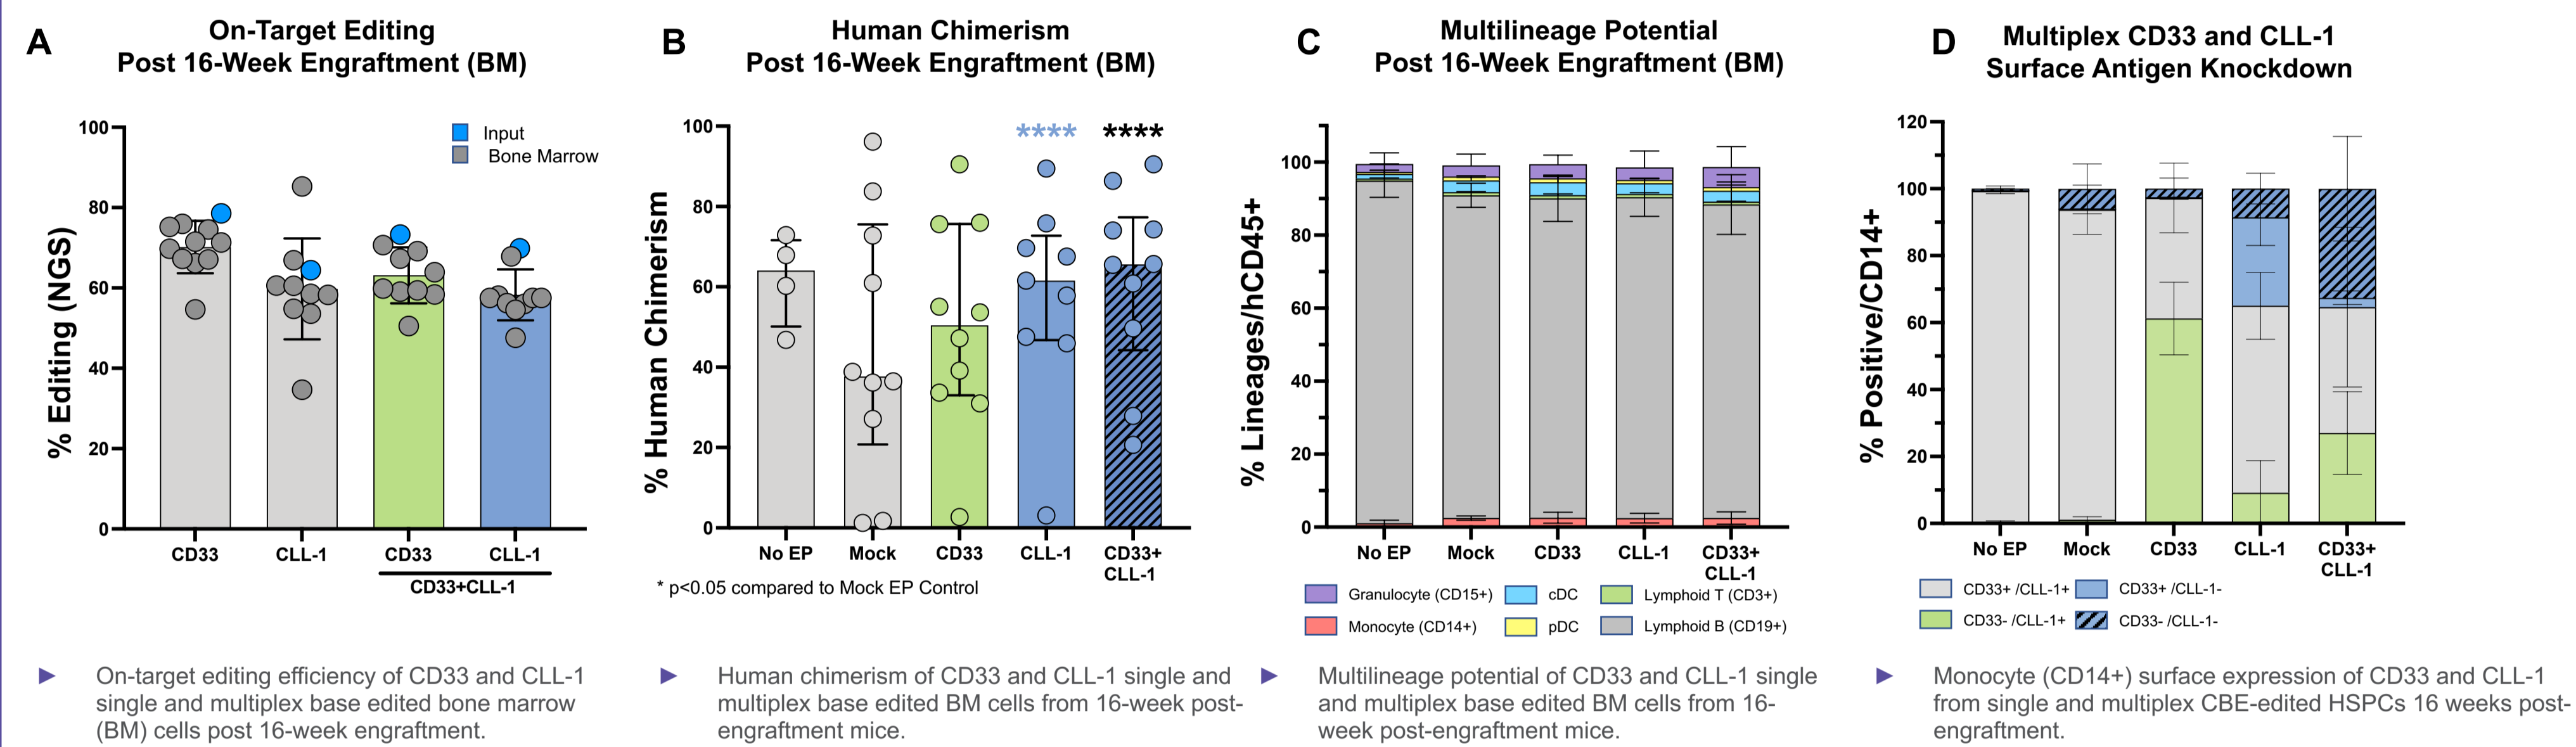 A
On-Target Editing
Post 16-Week Engraftment (BM)
% Editing (NGS)
100
80
60
40
20
0
Input
Bone Marrow
CD33
CLL-1
CD33
CLL-1
CD33+CLL-1
► On-target editing efficiency of CD33 and CLL-1
single and multiplex base edited bone marrow
(BM) cells post 16-week engraftment.
B
Human Chimerism
Post 16-Week Engraftment (BM)
% Human Chimerism
100
80
60
40
20
0
****
****
No EP
Mock
CD33
CLL-1
CD33+
CLL-1
* p<0.05 compared to Mock EP Control
► Human chimerism of CD33 and CLL-1 single and
multiplex base edited BM cells from 16-week post-
engraftment mice.
C
Multilineage Potential
Post 16-Week Engraftment (BM)
% Lineages/hCD45+
100
80
60
40
20
0
No EP
Mock
CD33
CLL-1
CD33+
CLL-1
Granulocyte (CD15+)
cDC
Lymphoid T (CD3+)
Monocyte (CD14+)
pDC
Lymphoid B (CD19+)
► Multilineage potential of CD33 and CLL-1 single
and multiplex base edited BM cells from 16-
week post-engraftment mice.
D
Multiplex CD33 and CLL-1
Surface Antigen Knockdown
% Positive/CD14+
120
100
80
60
40
20
0
No EP
Mock
CD33
CLL-1
CD33+
CLL-1
CD33+ /CLL-1+
CD33+ /CLL-1-
CD33- /CLL-1+
CD33- /CLL-1-
► Monocyte (CD14+) surface expression of CD33 and CLL-1
from single and multiplex CBE-edited HSPCs 16 weeks post-
engraftment.